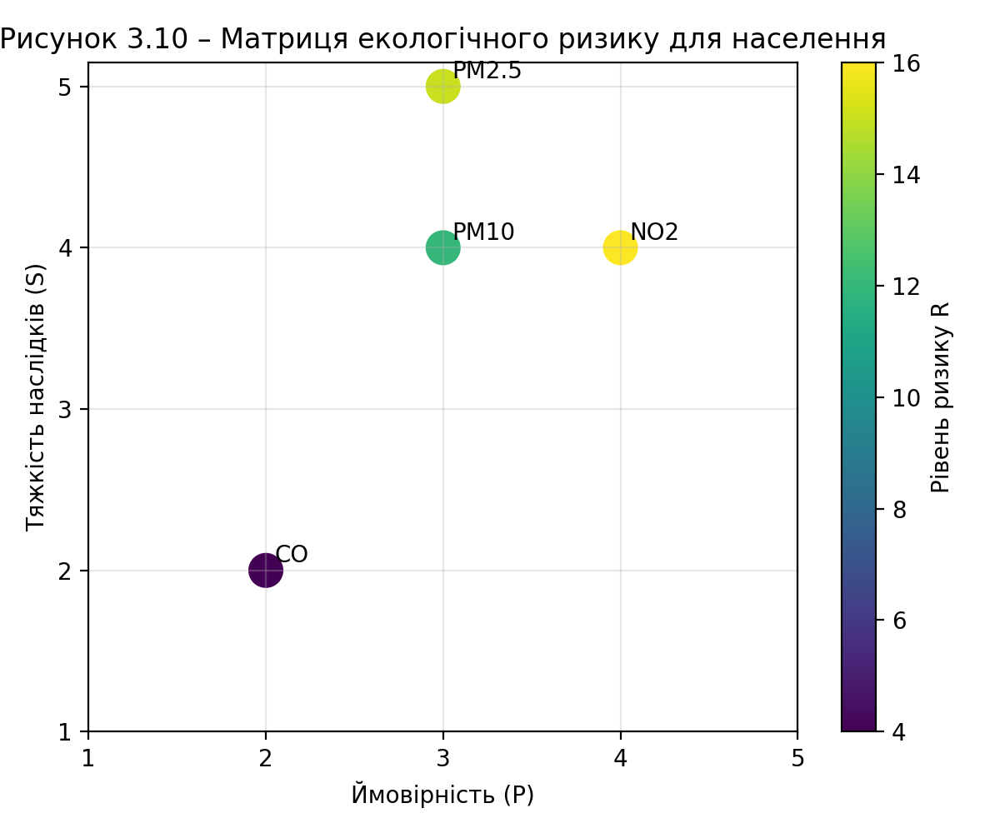 Рисунок 3.10 – Матриця екологічного ризику для населення
PM2.5
PM10
NO2
CO
5
4
3
2
1
Тяжкість наслідків (S)
1 2 3 4 5
Ймовірність (P)
16
14
12
10
8
6
4
Рівень ризику R